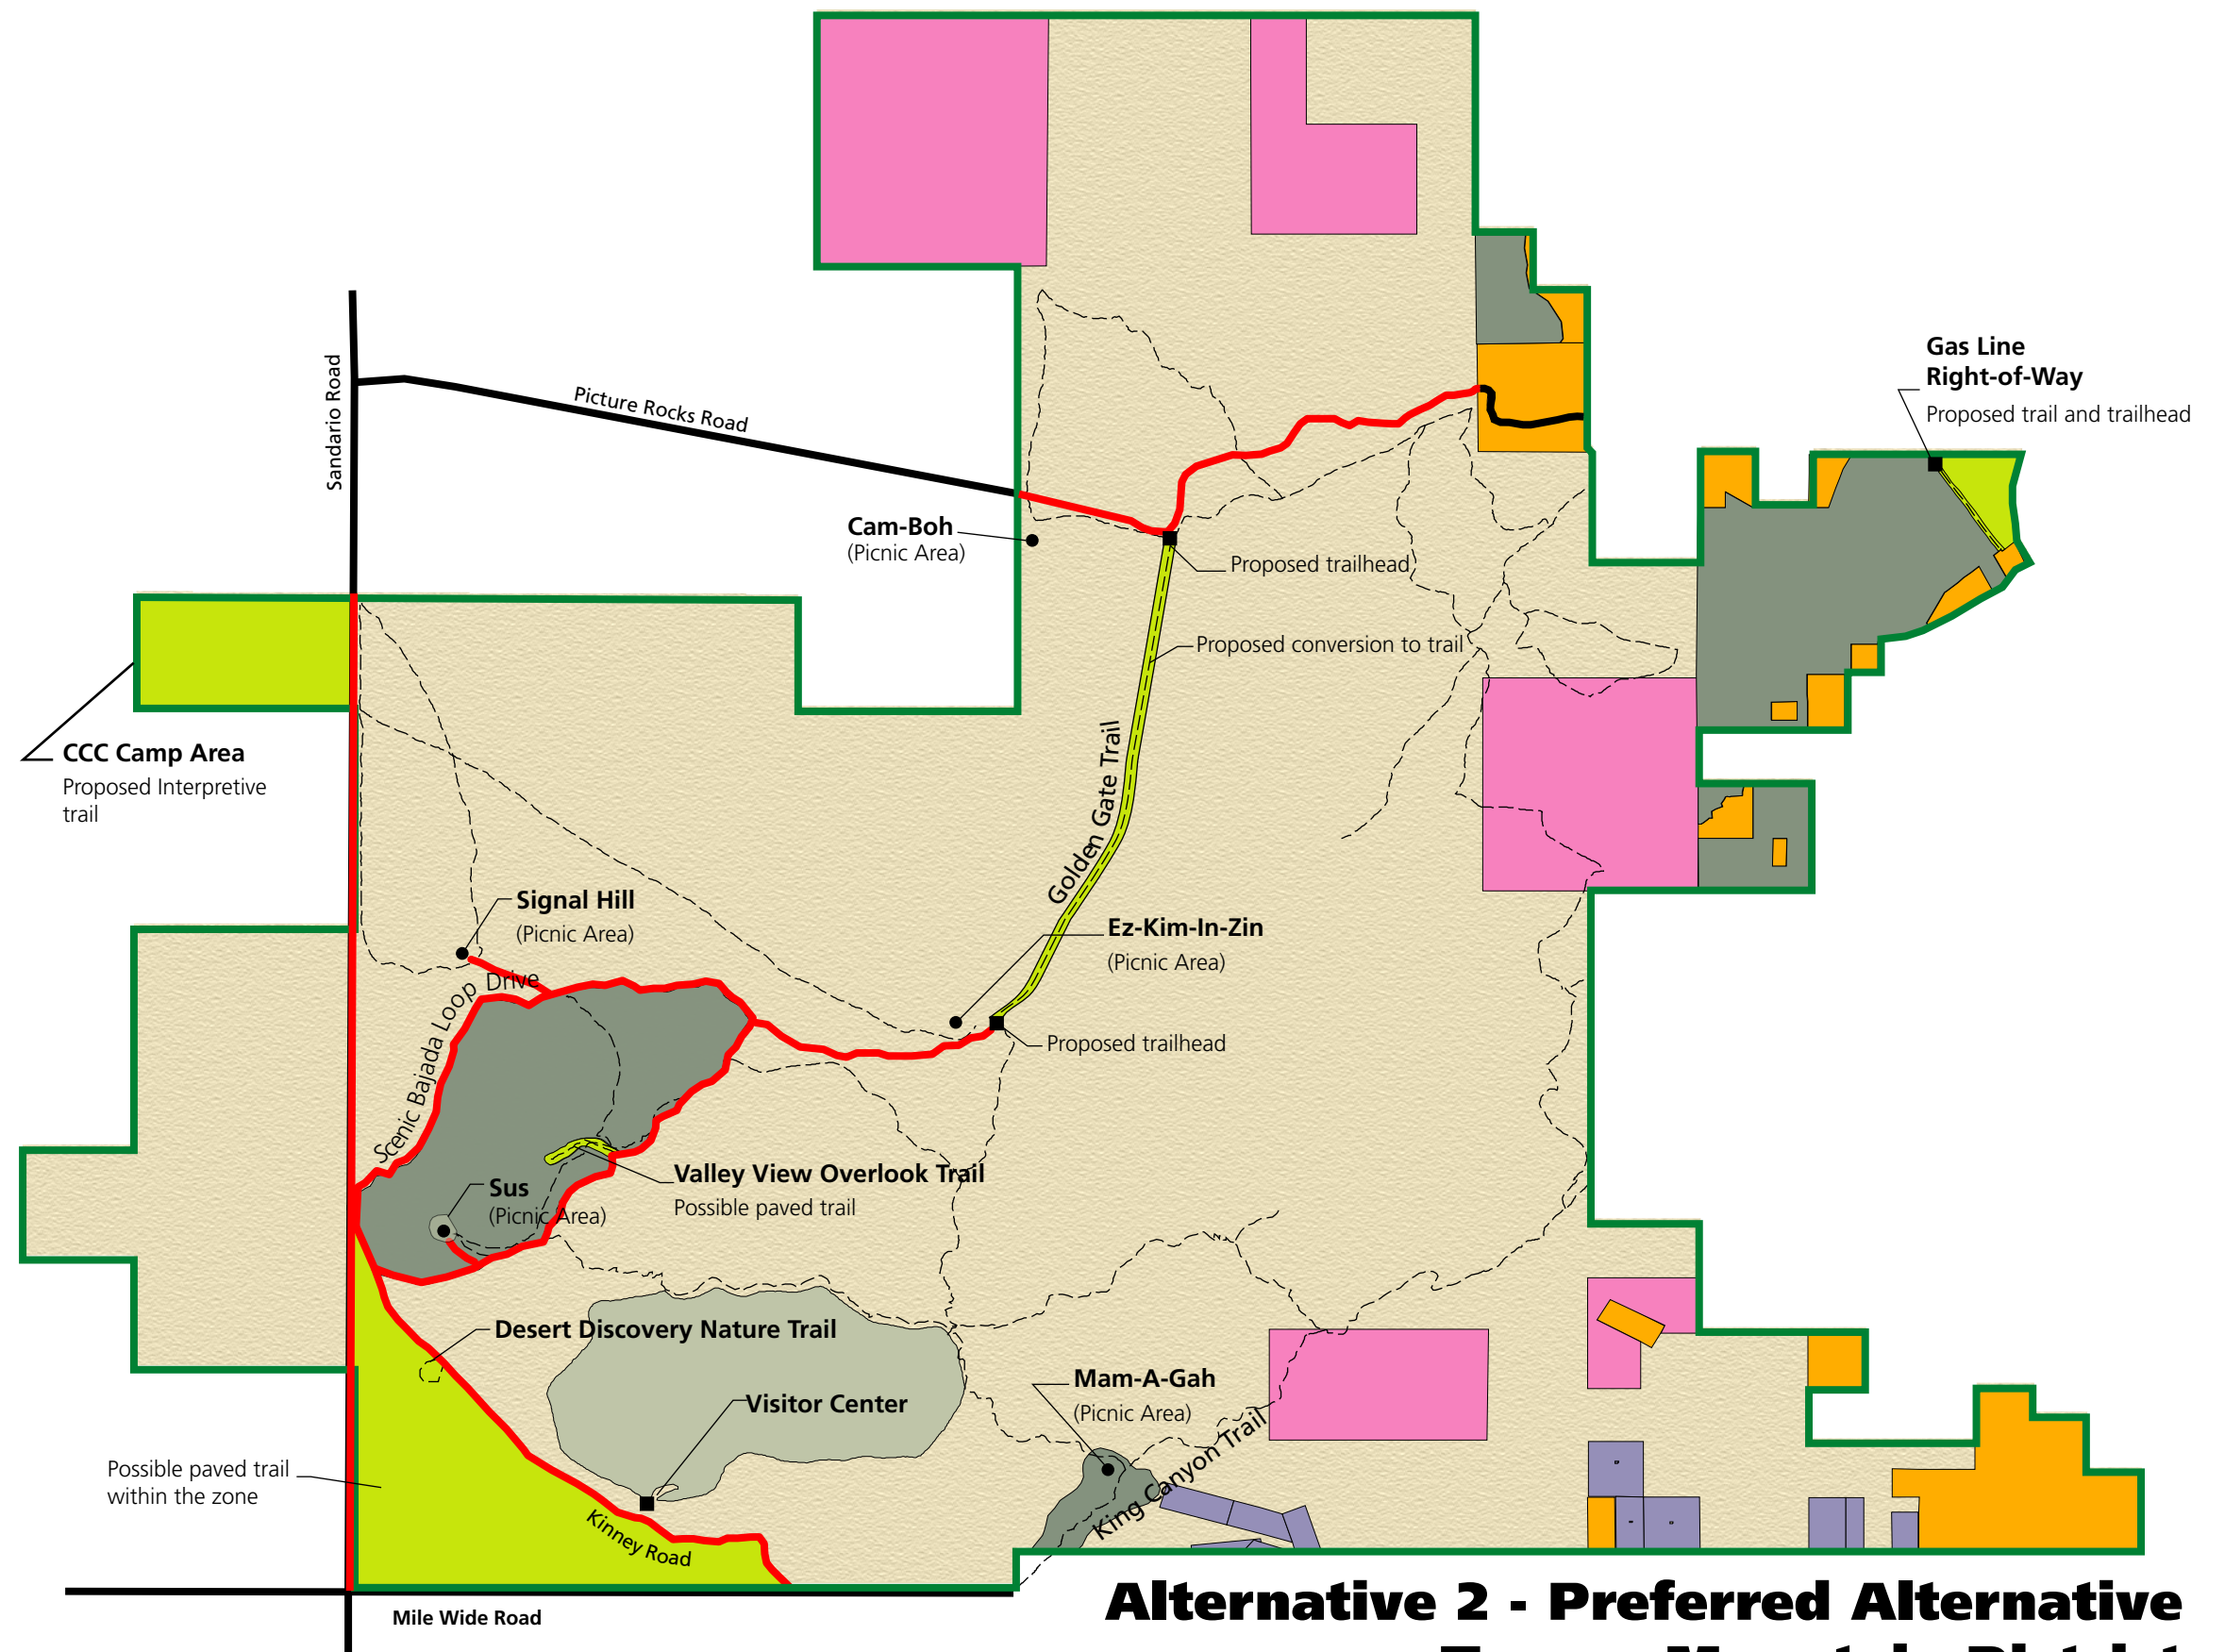 Gas Line
Right-of-Way
Proposed trail and trailhead
Sandario Road
Picture Rocks Road
Cam-Boh
(Picnic Area)
Proposed trailhead
Proposed conversion to trail
CCC Camp Area
Proposed Interpretive
trail
Golden Gate Trail
Signal Hill
(Picnic Area)
Ez-Kim-In-Zin
(Picnic Area)
Scenic Bajada Loop Drive
Proposed trailhead
Valley View Overlook Trail
Possible paved trail
Sus
(Picnic Area)
Desert Discovery Nature Trail
Mam-A-Gah
(Picnic Area)
Visitor Center
King Canyon Trail
Possible paved trail
within the zone
Kinney Road
Mile Wide Road
Alternative 2 - Preferred Alternative